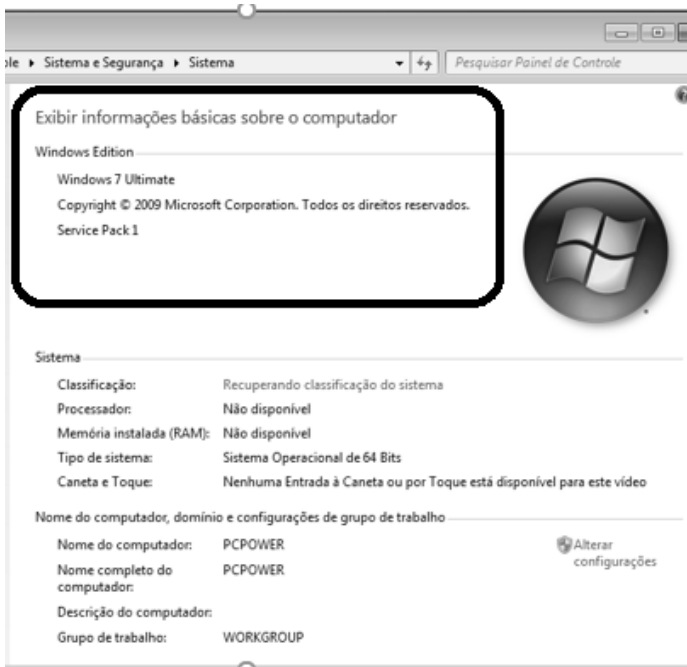 Sistema e Segurança Sistema Pesquisar Painel de Controle
Exibir informações básicas sobre o computador
Windows Edition
Windows 7 Ultimate
Copyright © 2009 Microsoft Corporation. Todos os direitos reservados.
Service Pack 1
Sistema
Classificação: Recuperando classificação do sistema
Processador: Não disponível
Memória instalada (RAM): Não disponível
Tipo de sistema: Sistema Operacional de 64 Bits
Caneta e Toque: Nenhuma Entrada à Caneta ou por Toque está disponível para este vídeo
Nome do computador, domínio e configurações de grupo de trabalho
Nome do computador: PCPOWER Alterar
configurações
Nome completo do PCPOWER
computador:
Descrição do computador:
Grupo de trabalho: WORKGROUP